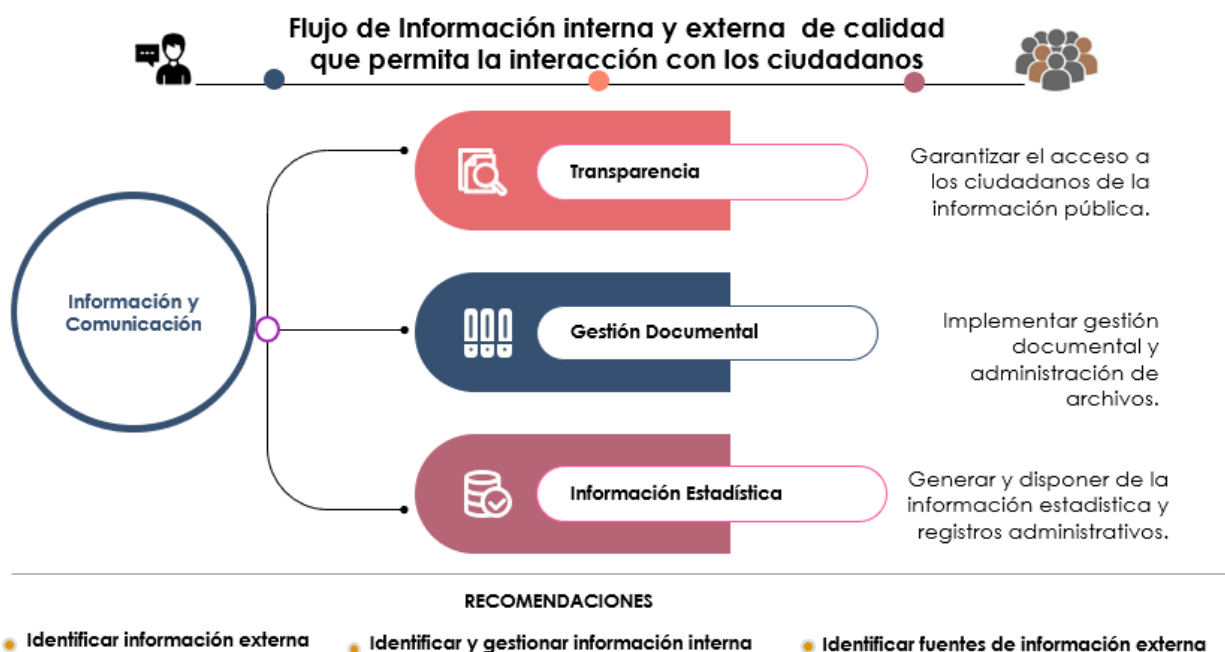 Flujo de Información interna y externa de calidad
que permita la interacción con los ciudadanos
Información y
Comunicación
Transparencia
Garantizar el acceso a
los ciudadanos de la
información pública.
Gestión Documental
Implementar gestión
documental y
administración de
archivos.
Información Estadística
Generar y disponer de la
información estadistica y
registros administrativos.
RECOMENDACIONES
Identificar información externa
Identificar y gestionar información interna
Identificar fuentes de información externa